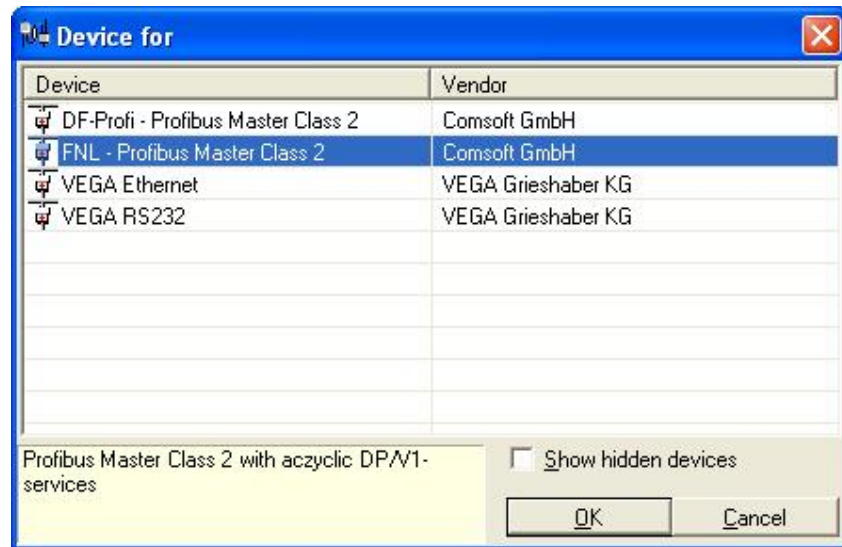 Device for
Device Vendor
DF-Profi - Profibus Master Class 2 Comsoft GmbH
FNL - Profibus Master Class 2 Comsoft GmbH
VEGA Ethernet VEGA Grieshaber KG
VEGA RS232 VEGA Grieshaber KG
Profibus Master Class 2 with aczyclic DP/V1-
services
Show hidden devices
OK Cancel